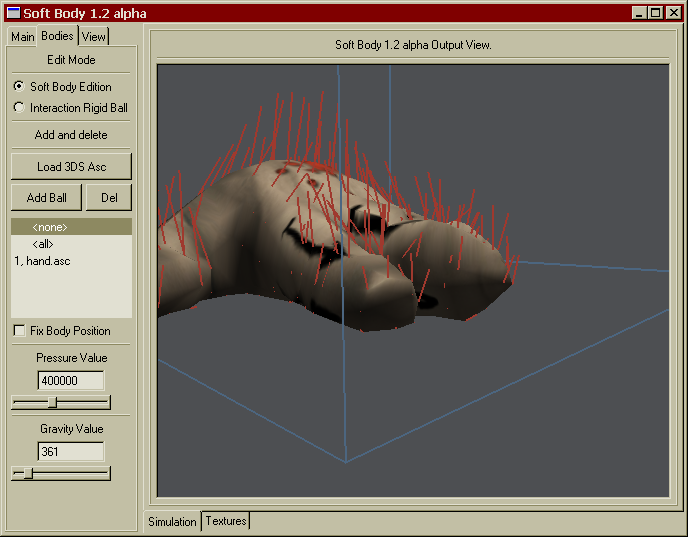 Soft Body 1.2 alpha
Main Bodies View
Edit Mode
Soft Body Edition
Interaction Rigid Ball
Add and delete
Load 3DS Asc
Add Ball Del
<none>
<all>
1, hand.asc
Fix Body Position
Pressure Value
400000
Gravity Value
361
Soft Body 1.2 alpha Output View.
Simulation Textures